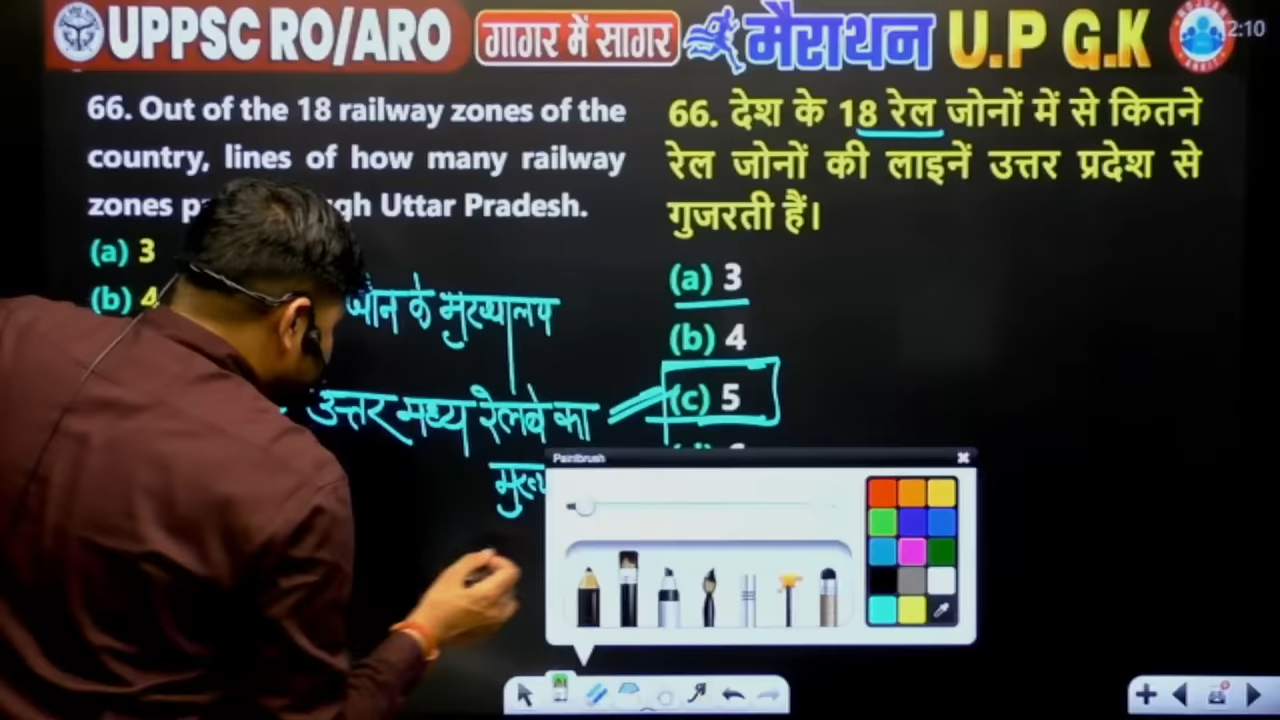 UPPSC RO/ARO गागर में सागर मैराथन U.P G.K 2:10
66. Out of the 18 railway zones of the
country, lines of how many railway
zones gh Uttar Pradesh.
(a) 3
(b) 4
66. देश के 18 रेल जोनों में से कितने
रेल जोनों की लाइनें उत्तर प्रदेश से
गुजरती हैं।
(a) 3
(b) 4
(c) 5
जोन के मुख्यालय
उत्तर मध्य रेलवे का
Paintbrush